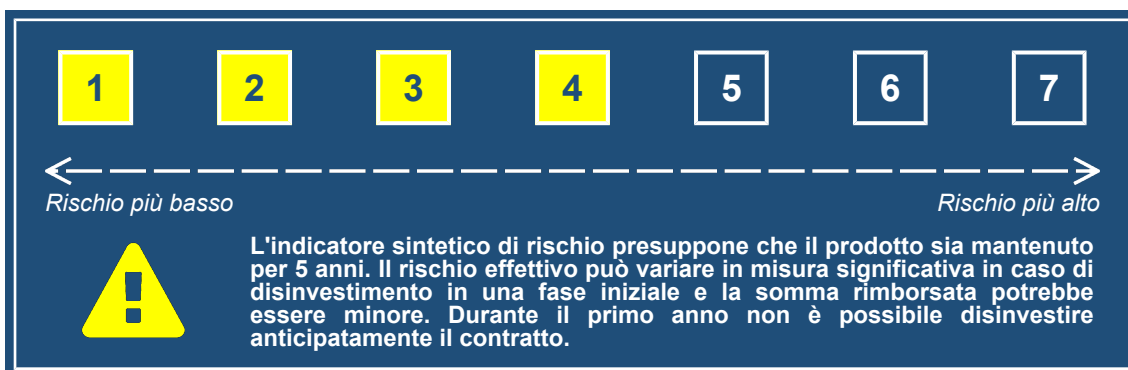 1 2 3 4 5 6 7
Rischio più basso Rischio più alto
L'indicatore sintetico di rischio presuppone che il prodotto sia mantenuto
per 5 anni. Il rischio effettivo può variare in misura significativa in caso di
disinvestimento in una fase iniziale e la somma rimborsata potrebbe
essere minore. Durante il primo anno non è possibile disinvestire
anticipatamente il contratto.